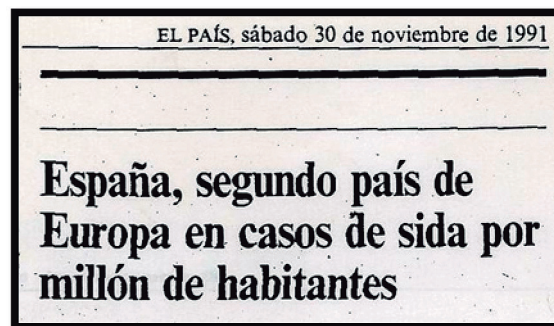 EL PAÍS, sábado 30 de noviembre de 1991
España, segundo país de
Europa en casos de sida por
millón de habitantes